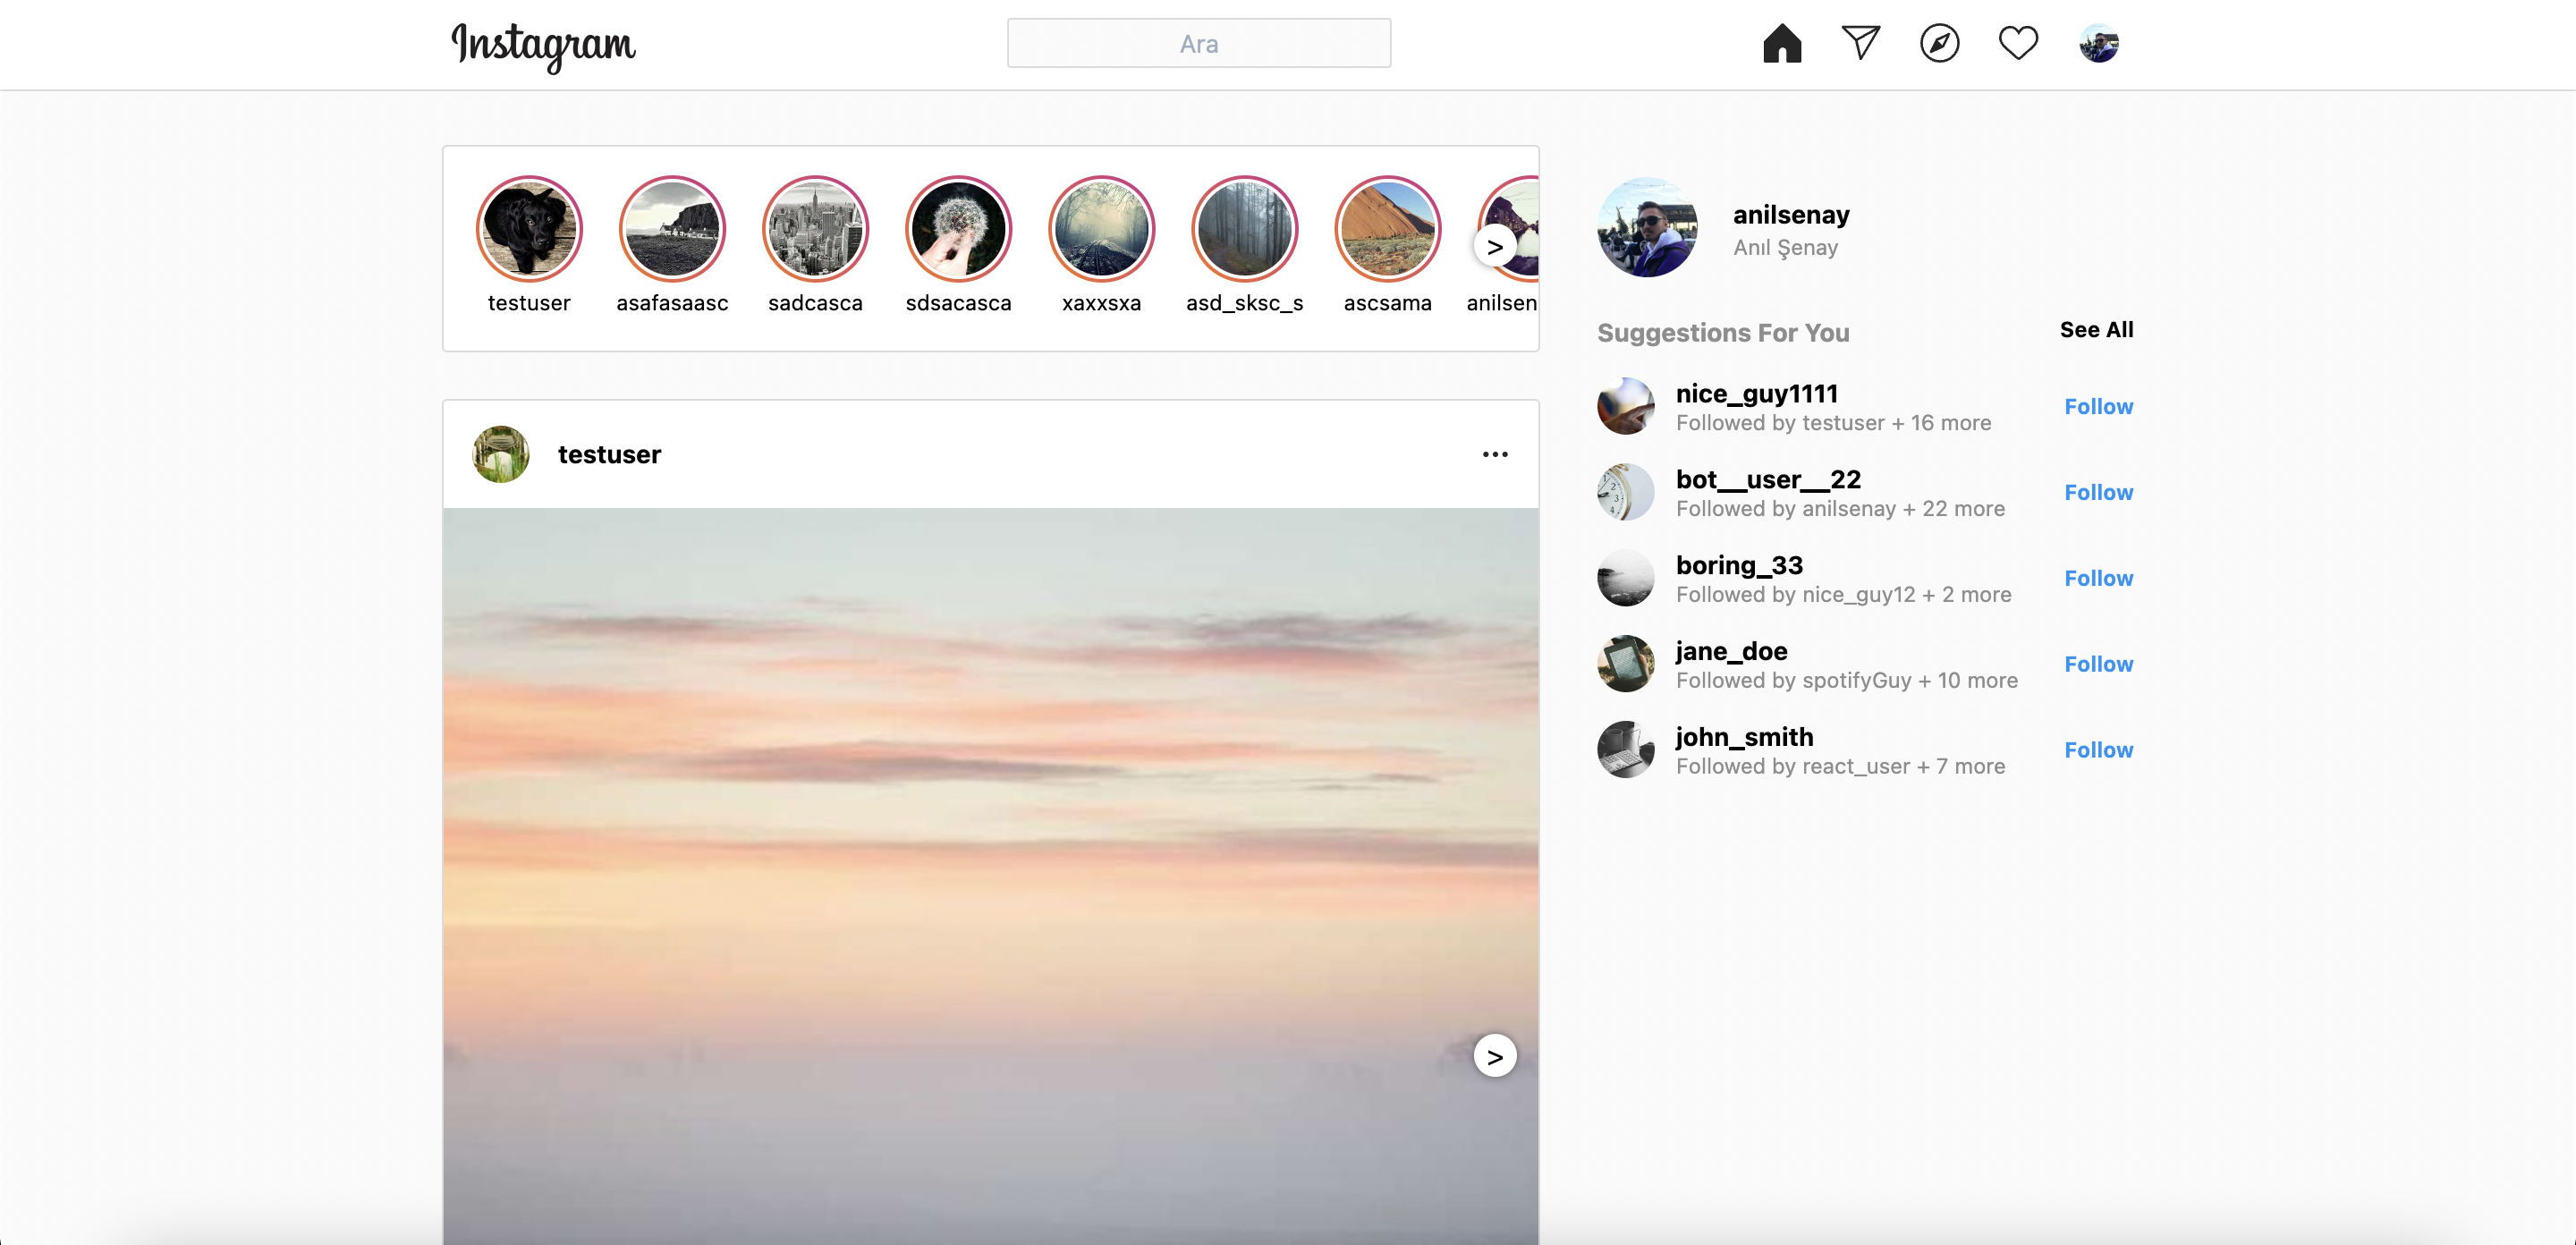 Instagram
Ara
testuser
asafasaasc
sadcasca
sdsacasca
xaxxsxa
asd_sksc_s
ascsama
anilsen
>
anilsenay
Anıl Şenay
Suggestions For You
See All
nice_guy1111
Followed by testuser + 16 more
Follow
bot__user__22
Followed by anilsenay + 22 more
Follow
boring_33
Followed by nice_guy12 + 2 more
Follow
jane_doe
Followed by spotifyGuy + 10 more
Follow
john_smith
Followed by react_user + 7 more
Follow
testuser
...
>